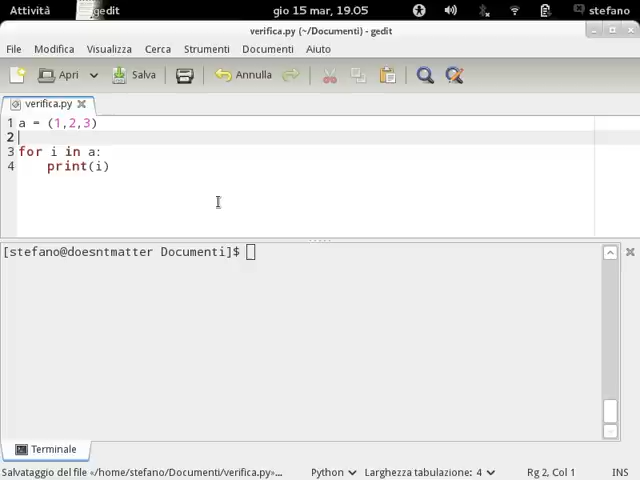 Attività gedit gio 15 mar, 19.05 stefano
verifica.py (~/Documenti) - gedit
File Modifica Visualizza Cerca Strumenti Documenti Aiuto
Apri Salva Annulla
verifica.py
1 a = (1,2,3)
2
3 for i in a:
4     print(i)
[stefano@doesntmatter Documenti]$
Terminale
Salvataggio del file «/home/stefano/Documenti/verifica.py»... Python Larghezza tabulazione: 4 Rg 2, Col 1 INS